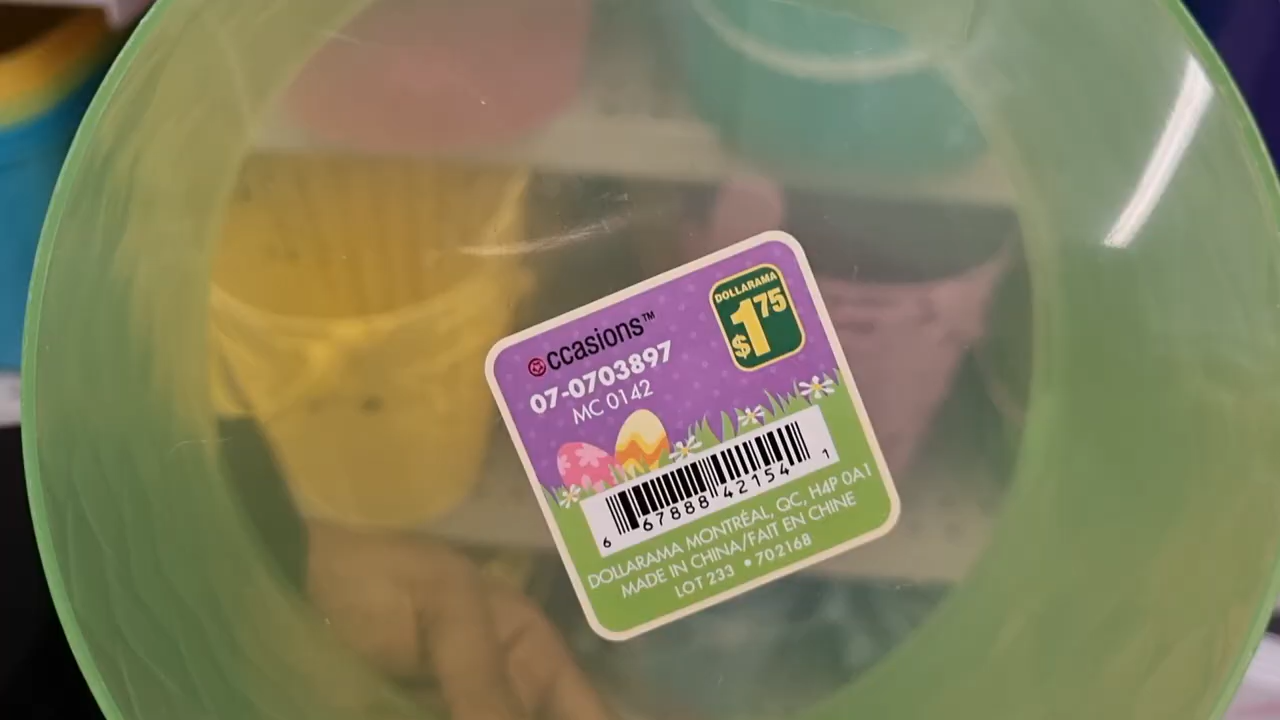 ccasions™
DOLLARAMA
$1 75
07-0703897
MC 0142
6 67888 42154 1
DOLLARAMA MONTRÉAL, QC, H4P 0A1
MADE IN CHINA/FAIT EN CHINE
LOT 233 • 702168